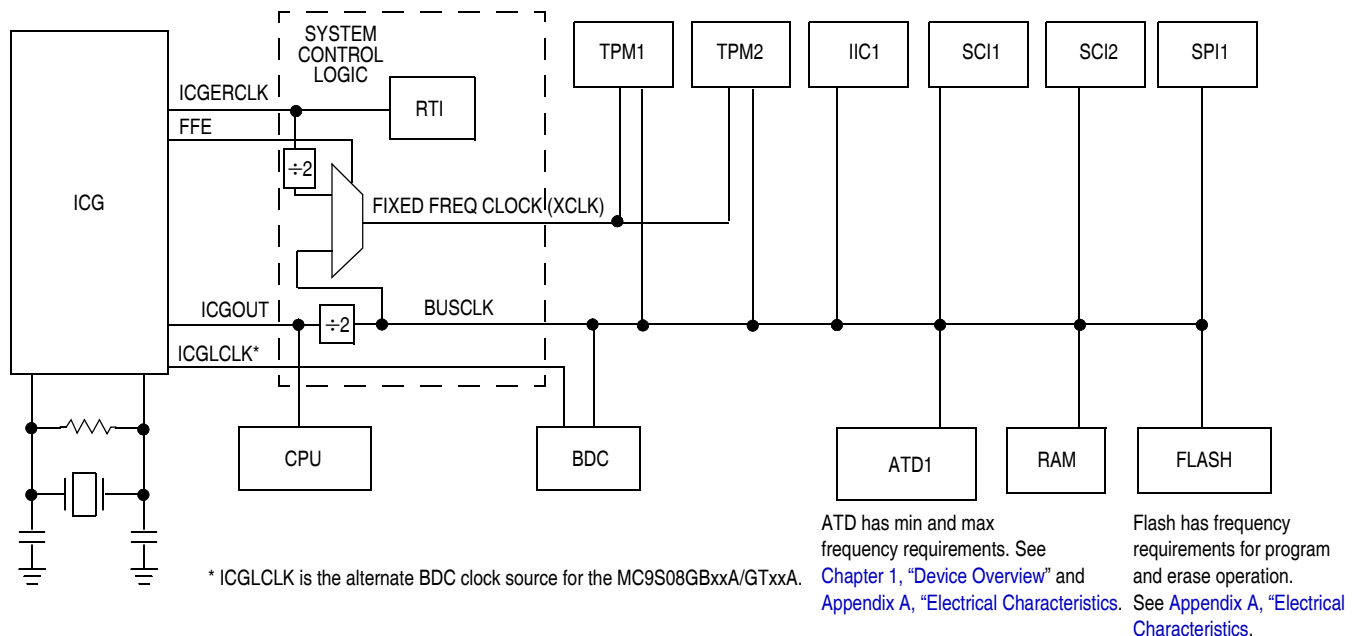 SYSTEM
CONTROL
LOGIC
TPM1
TPM2
IIC1
SCI1
SCI2
SPI1
ICGERCLK
RTI
FFE
÷2
ICG
FIXED FREQ CLOCK (XCLK)
ICGOUT
÷2
BUSCLK
ICGLCLK*
CPU
BDC
ATD1
RAM
FLASH
ATD has min and max
frequency requirements. See
Chapter 1, “Device Overview” and
Appendix A, “Electrical Characteristics.
Flash has frequency
requirements for program
and erase operation.
See Appendix A, “Electrical
Characteristics.
* ICGLCLK is the alternate BDC clock source for the MC9S08GBxxA/GTxxA.